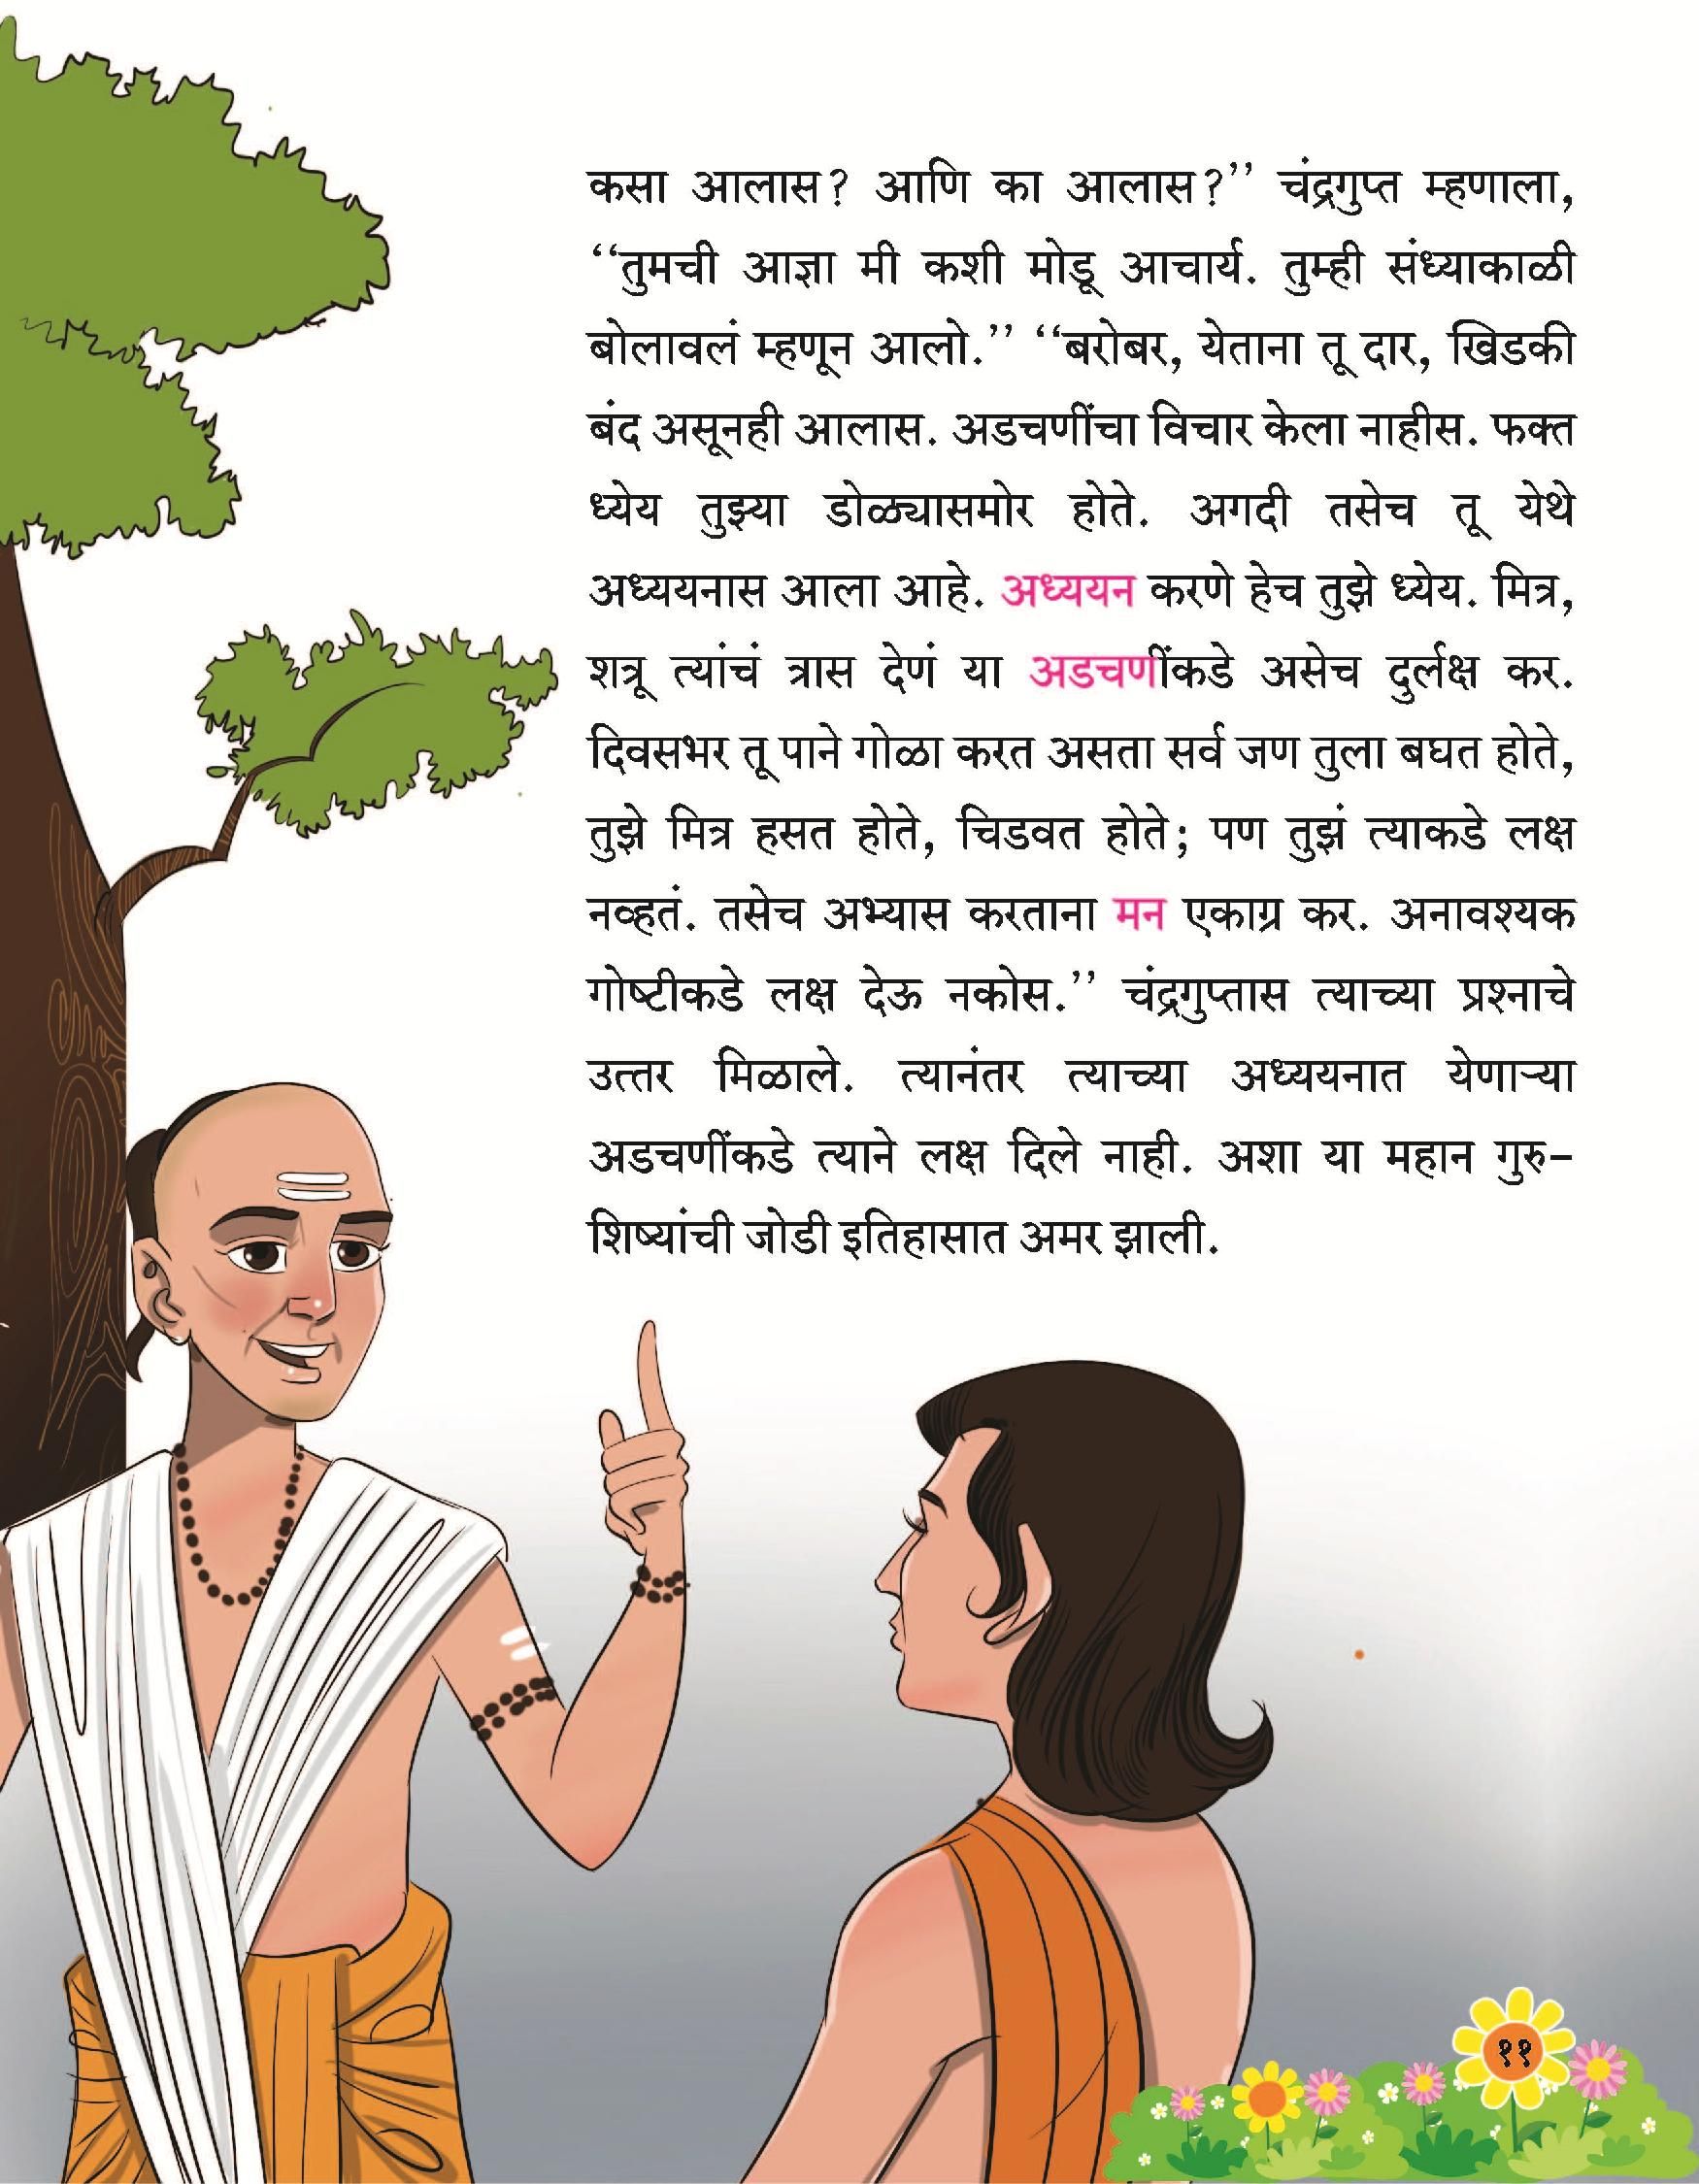 कसा आलास? आणि का आलास?’’ चंद्रगुप्त म्हणाला,
‘‘तुमची आज्ञा मी कशी मोडू आचार्य. तुम्ही संध्याकाळी
बोलावलं म्हणून आलो.’’ ‘‘बरोबर, येताना तू दार, खिडकी
बंद असूनही आलास. अडचणींचा विचार केला नाहीस. फक्त
ध्येय तुझ्या डोळ्यासमोर होते. अगदी तसेच तू येथे
अध्ययनास आला आहे. अध्ययन करणे हेच तुझे ध्येय. मित्र,
शत्रू त्यांचं त्रास देणं या अडचणींकडे असेच दुर्लक्ष कर.
दिवसभर तू पाने गोळा करत असता सर्व जण तुला बघत होते,
तुझे मित्र हसत होते, चिडवत होते; पण तुझं त्याकडे लक्ष
नव्हतं. तसेच अभ्यास करताना मन एकाग्र कर. अनावश्यक
गोष्टीकडे लक्ष देऊ नकोस.’’ चंद्रगुप्तास त्याच्या प्रश्नाचे
उत्तर मिळाले. त्यानंतर त्याच्या अध्ययनात येणाऱ्या
अडचणींकडे त्याने लक्ष दिले नाही. अशा या महान गुरु-
शिष्यांची जोडी इतिहासात अमर झाली.
११